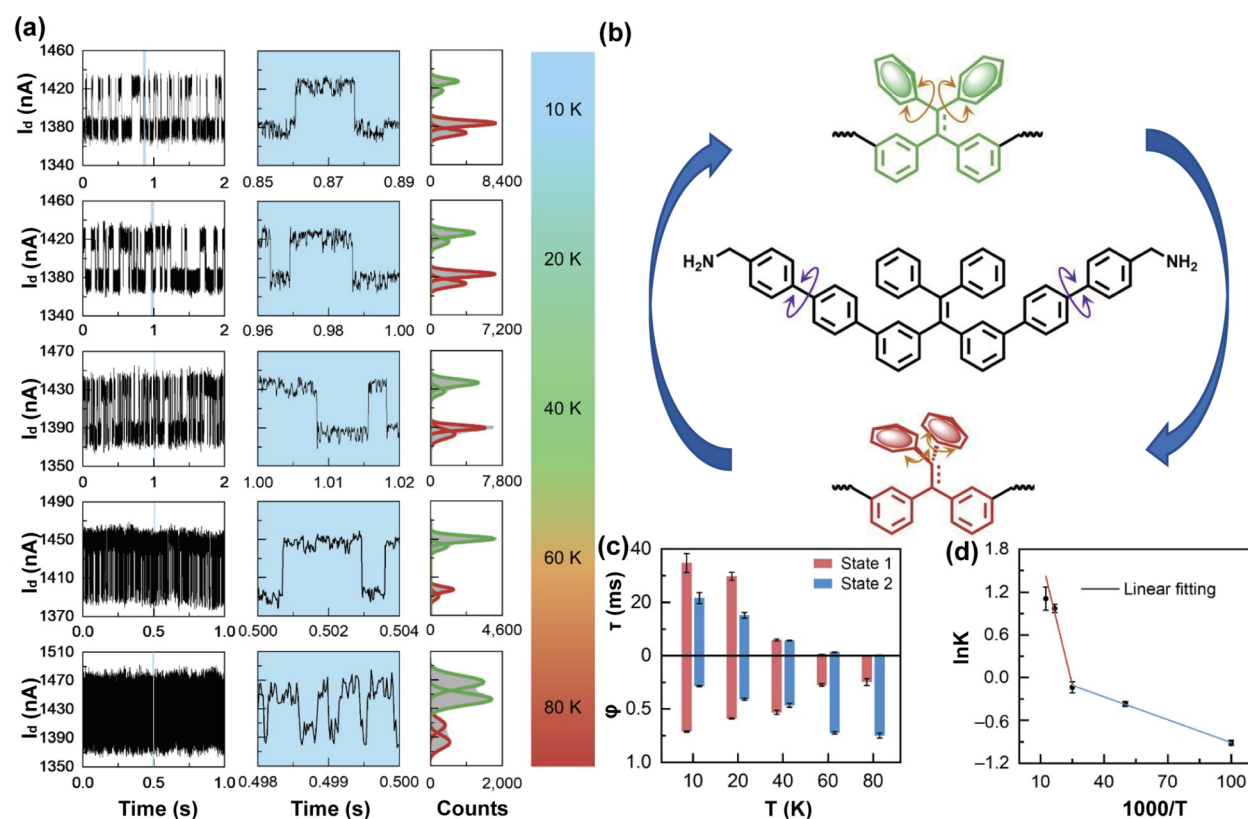 (a)
I_d (nA)
1460
1420
1380
1340
0 1 2
0.85 0.87 0.89
0 8,400
10 K
I_d (nA)
1460
1420
1380
1340
0 1 2
0.96 0.98 1.00
0 7,200
20 K
I_d (nA)
1470
1430
1390
1350
0 1 2
1.00 1.01 1.02
0 7,800
40 K
I_d (nA)
1490
1450
1410
1370
0.0 0.5 1.0
0.500 0.502 0.504
0 4,600
60 K
I_d (nA)
1510
1470
1430
1390
1350
0.0 0.5 1.0
0.498 0.499 0.500
0 2,000
80 K
Time (s) Time (s) Counts
(b)
H₂N
NH₂
(c)
τ (ms)
40
20
0
φ
0.5
1.0
State 1
State 2
10 20 40 60 80
T (K)
(d)
lnK
1.8
1.2
0.6
0.0
−0.6
−1.2
Linear fitting
10 40 70 100
1000/T